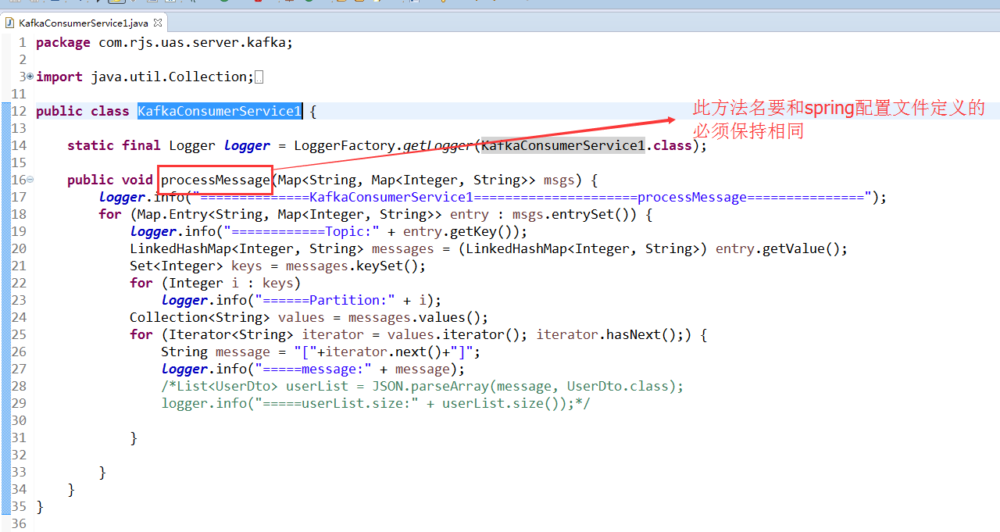 KafkaConsumerService1.java
1 package com.rjs.uas.server.kafka;
2
3 import java.util.Collection;
11
12 public class KafkaConsumerService1 {
13
此方法名要和spring配置文件定义的
必须保持相同
14     static final Logger logger = LoggerFactory.getLogger(KafkaConsumerService1.class);
15
16     public void processMessage(Map<String, Map<Integer, String>> msgs) {
17         logger.info("==============KafkaConsumerService1=====================processMessage===============");
18         for (Map.Entry<String, Map<Integer, String>> entry : msgs.entrySet()) {
19             logger.info("============Topic:" + entry.getKey());
20             LinkedHashMap<Integer, String> messages = (LinkedHashMap<Integer, String>) entry.getValue();
21             Set<Integer> keys = messages.keySet();
22             for (Integer i : keys)
23                 logger.info("======Partition:" + i);
24             Collection<String> values = messages.values();
25             for (Iterator<String> iterator = values.iterator(); iterator.hasNext();) {
26                 String message = "["+iterator.next()+"]";
27                 logger.info("=====message:" + message);
28                 /*List<UserDto> userList = JSON.parseArray(message, UserDto.class);
29                 logger.info("=====userList.size:" + userList.size());*/
30
31             }
32
33         }
34     }
35 }
36